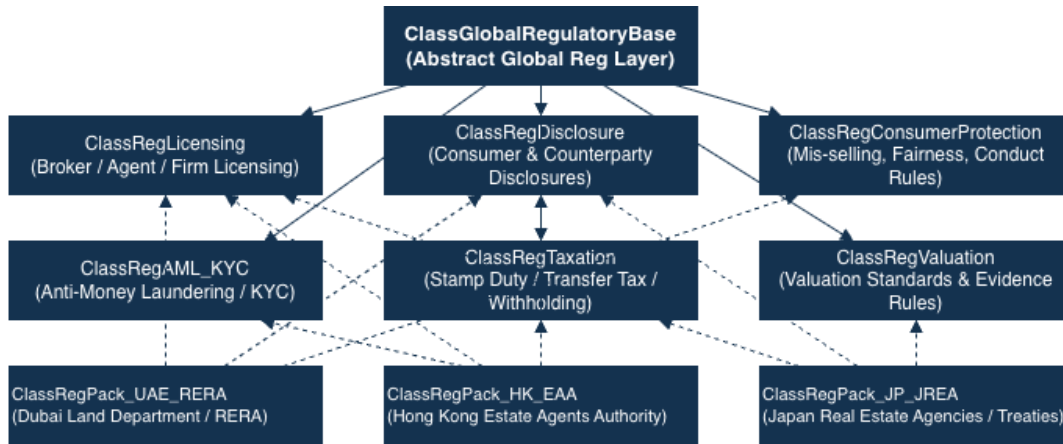 ClassGlobalRegulatoryBase
(Abstract Global Reg Layer)
ClassRegLicensing
(Broker / Agent / Firm Licensing)
ClassRegDisclosure
(Consumer & Counterparty
Disclosures)
ClassRegConsumerProtection
(Mis-selling, Fairness, Conduct
Rules)
ClassRegAML_KYC
(Anti-Money Laundering / KYC)
ClassRegTaxation
(Stamp Duty / Transfer Tax /
Withholding)
ClassRegValuation
(Valuation Standards & Evidence
Rules)
ClassRegPack_UAE_RERA
(Dubai Land Department / RERA)
ClassRegPack_HK_EAA
(Hong Kong Estate Agents Authority)
ClassRegPack_JP_JREA
(Japan Real Estate Agencies / Treaties)